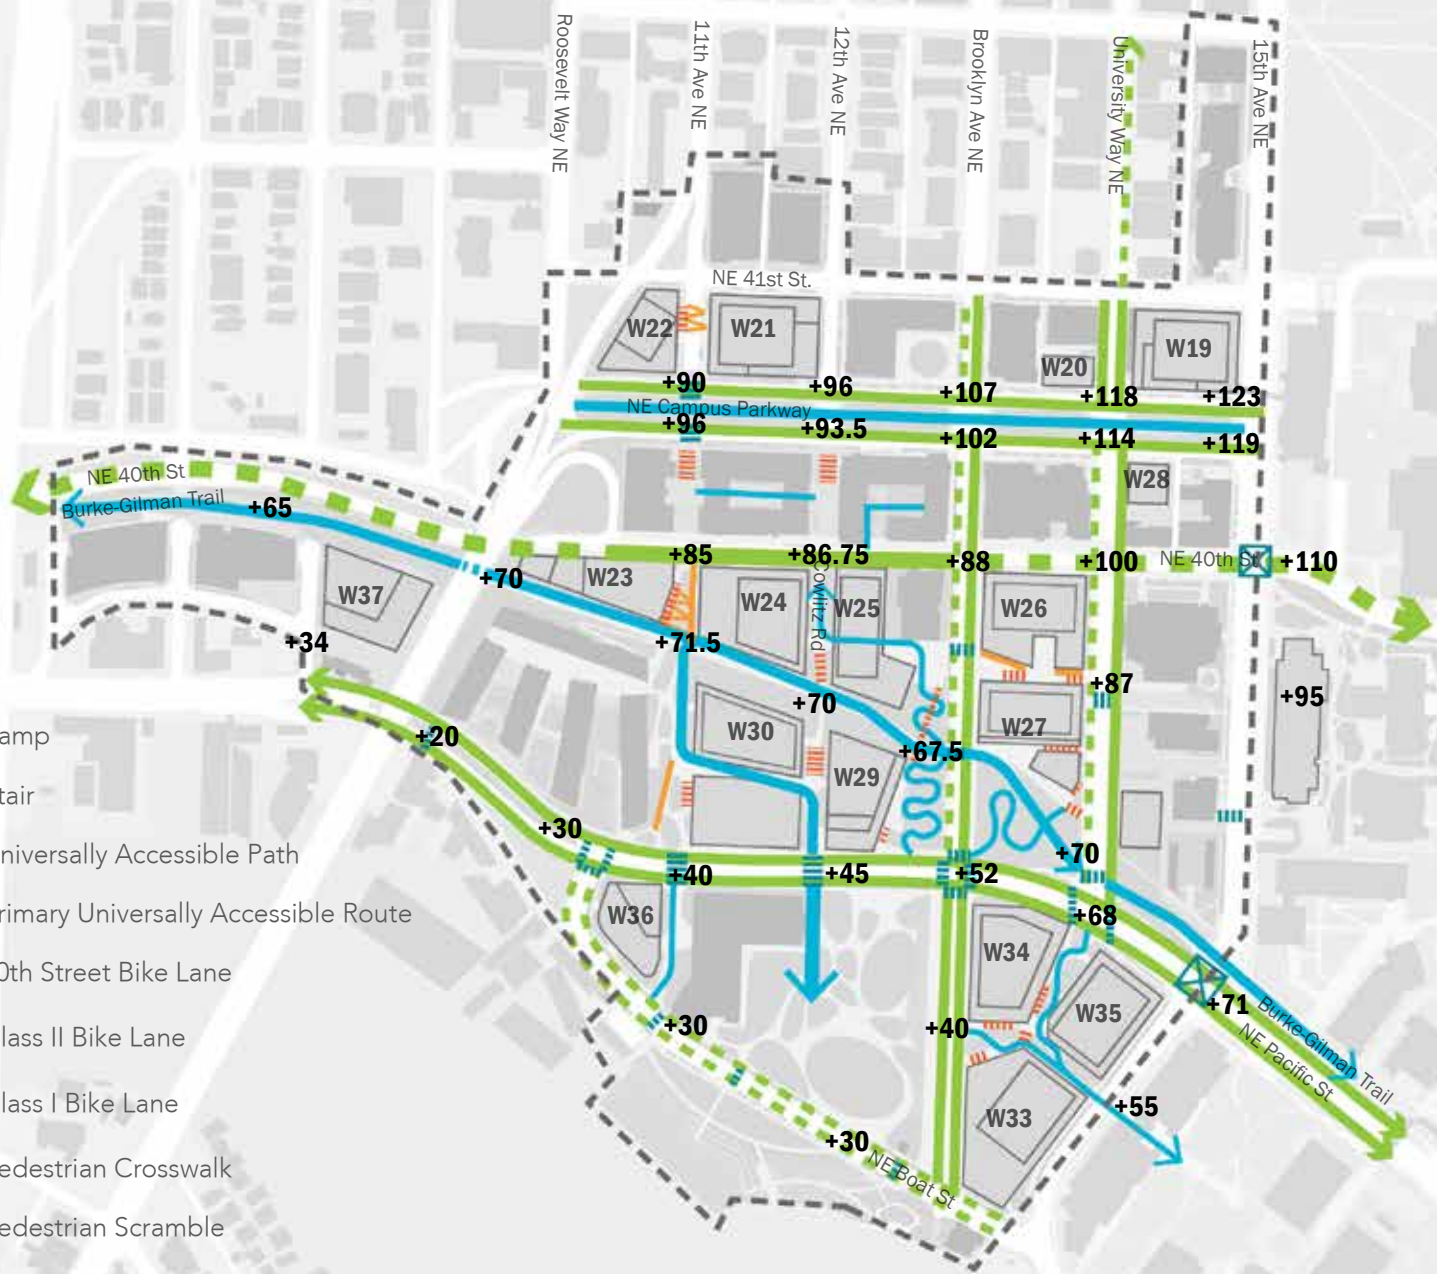 Roosevelt Way NE
11th Ave NE
12th Ave NE
Brooklyn Ave NE
University Way NE
15th Ave NE
NE 41st St.
W22
W21
W20
W19
+90
+96
+107
+118
+123
NE Campus Parkway
+96
+93.5
+102
+114
+119
NE 40th St
W28
Burke-Gilman Trail
+65
+85
+86.75
+88
+100
NE 40th St
+110
+70
W23
W37
W24
Cowlitz Rd
W25
W26
+34
+71.5
+87
+95
+70
W30
W27
+20
+67.5
W29
amp
tair
+30
niversally Accessible Path
+70
+40
+45
+52
rimary Universally Accessible Route
W36
+68
W34
0th Street Bike Lane
W35
+71
Burke-Gilman Trail
+30
+40
NE Pacific St
lass II Bike Lane
lass I Bike Lane
+55
W33
+30
NE Boat St
edestrian Crosswalk
edestrian Scramble